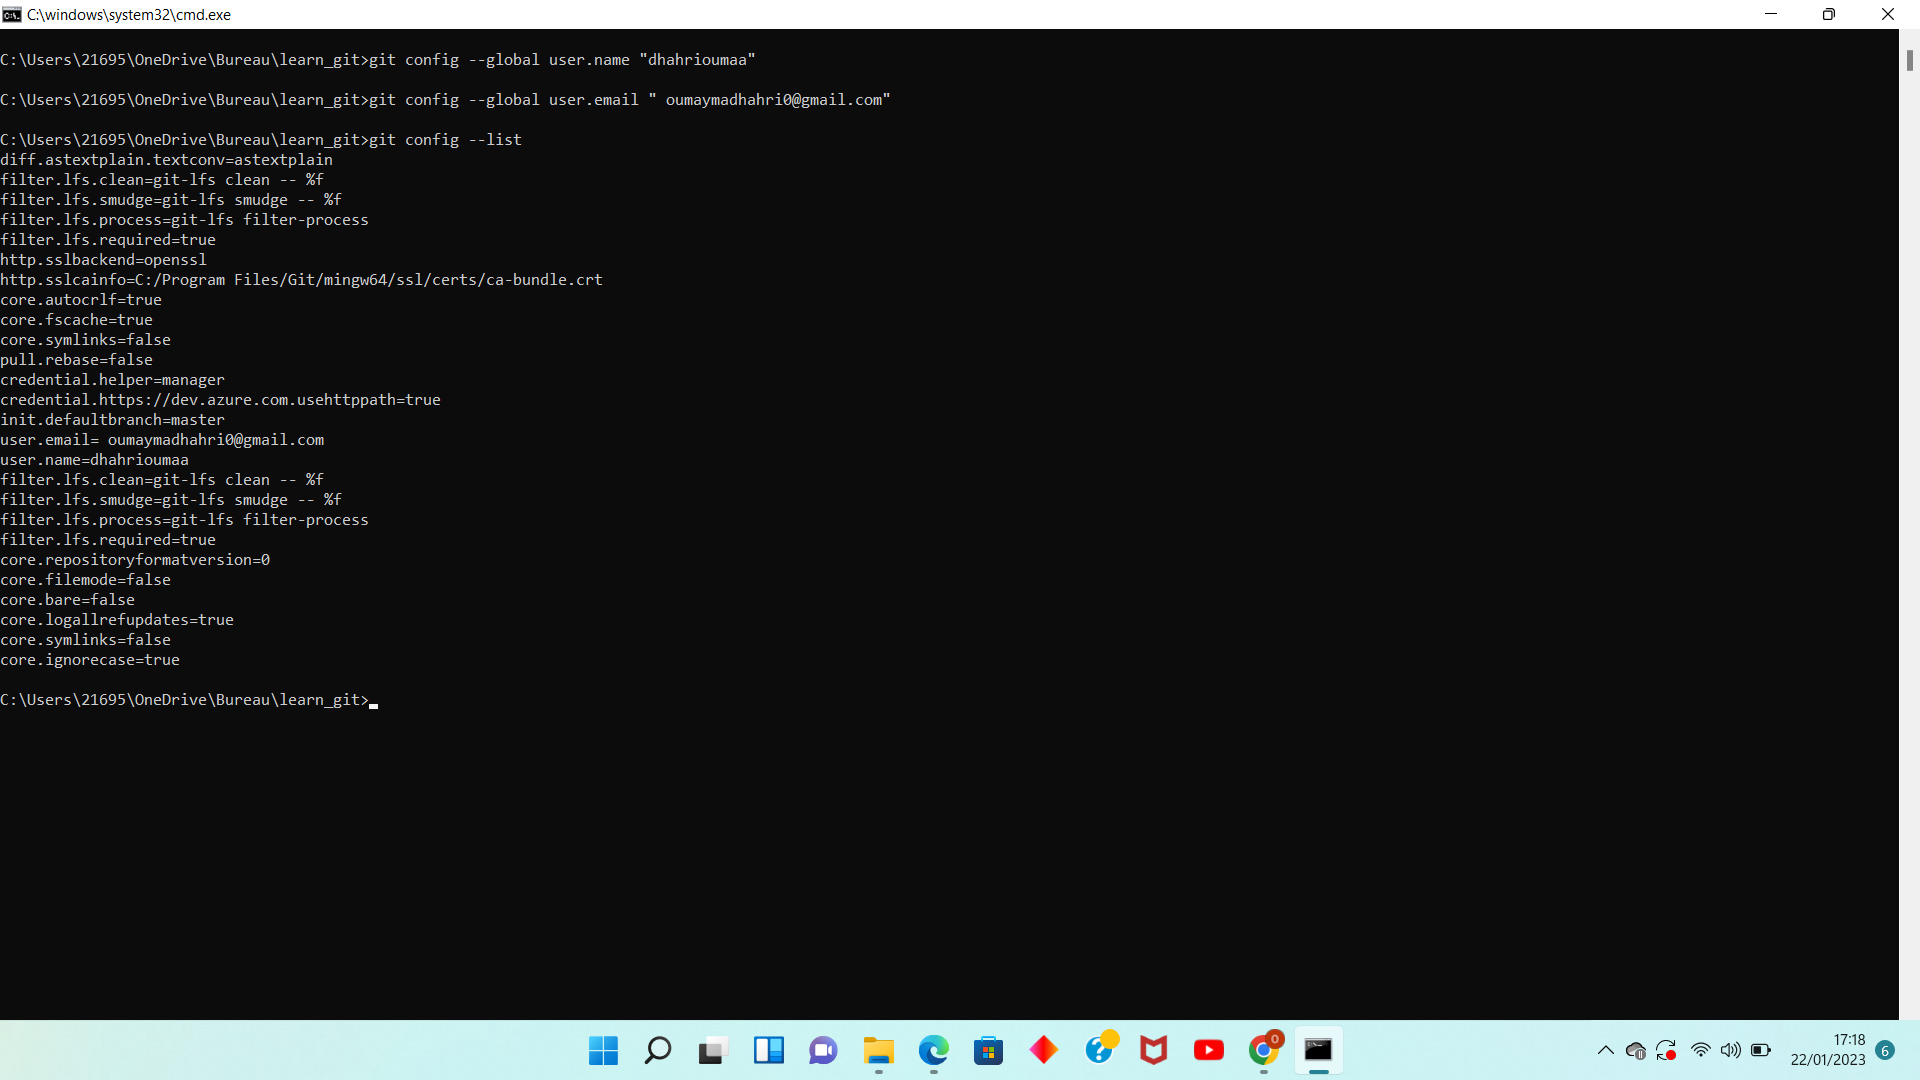 C:\windows\system32\cmd.exe
C:\Users\21695\OneDrive\Bureau\learn_git>git config --global user.name "dhahrioumaa"
C:\Users\21695\OneDrive\Bureau\learn_git>git config --global user.email " oumaymadhahri0@gmail.com"
C:\Users\21695\OneDrive\Bureau\learn_git>git config --list
diff.astextplain.textconv=astextplain
filter.lfs.clean=git-lfs clean -- %f
filter.lfs.smudge=git-lfs smudge -- %f
filter.lfs.process=git-lfs filter-process
filter.lfs.required=true
http.sslbackend=openssl
http.sslcainfo=C:/Program Files/Git/mingw64/ssl/certs/ca-bundle.crt
core.autocrlf=true
core.fscache=true
core.symlinks=false
pull.rebase=false
credential.helper=manager
credential.https://dev.azure.com.usehttppath=true
init.defaultbranch=master
user.email= oumaymadhahri0@gmail.com
user.name=dhahrioumaa
filter.lfs.clean=git-lfs clean -- %f
filter.lfs.smudge=git-lfs smudge -- %f
filter.lfs.process=git-lfs filter-process
filter.lfs.required=true
core.repositoryformatversion=0
core.filemode=false
core.bare=false
core.logallrefupdates=true
core.symlinks=false
core.ignorecase=true
C:\Users\21695\OneDrive\Bureau\learn_git>
0
17:18
22/01/2023
6